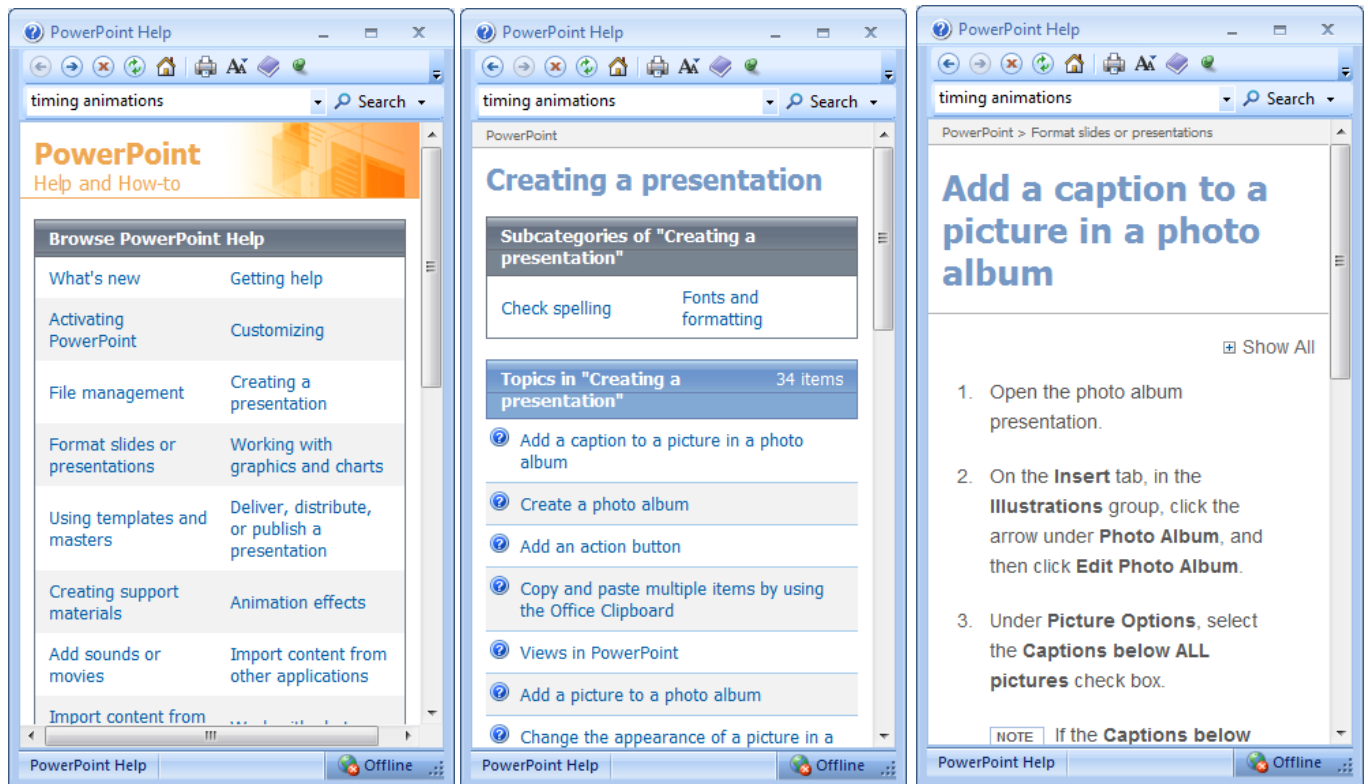 PowerPoint Help
timing animations
Search
PowerPoint
Help and How-to
Browse PowerPoint Help
What's new
Getting help
Activating
PowerPoint
Customizing
File management
Creating a
presentation
Format slides or
presentations
Working with
graphics and charts
Using templates and
masters
Deliver, distribute,
or publish a
presentation
Creating support
materials
Animation effects
Add sounds or
movies
Import content from
other applications
Import content from
PowerPoint Help
Offline
PowerPoint Help
timing animations
Search
PowerPoint
Creating a presentation
Subcategories of "Creating a
presentation"
Check spelling
Fonts and
formatting
Topics in "Creating a
presentation"
34 items
Add a caption to a picture in a photo
album
Create a photo album
Add an action button
Copy and paste multiple items by using
the Office Clipboard
Views in PowerPoint
Add a picture to a photo album
Change the appearance of a picture in a
PowerPoint Help
Offline
PowerPoint Help
timing animations
Search
PowerPoint > Format slides or presentations
Add a caption to a
picture in a photo
album
Show All
1. Open the photo album
presentation.
2. On the Insert tab, in the
Illustrations group, click the
arrow under Photo Album, and
then click Edit Photo Album.
3. Under Picture Options, select
the Captions below ALL
pictures check box.
NOTE If the Captions below
PowerPoint Help
Offline